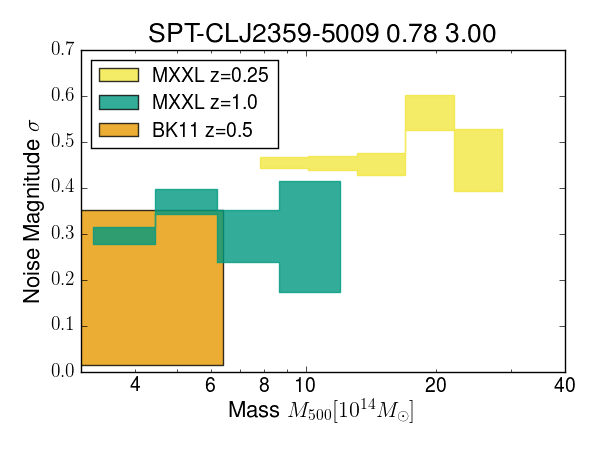 SPT-CLJ2359-5009 0.78 3.00
0.7
0.6
0.5
0.4
0.3
0.2
0.1
0.0
Noise Magnitude σ
MXXL z=0.25
MXXL z=1.0
BK11 z=0.5
4 6 8 10 20 40
Mass M₅₀₀[10¹⁴M☉]